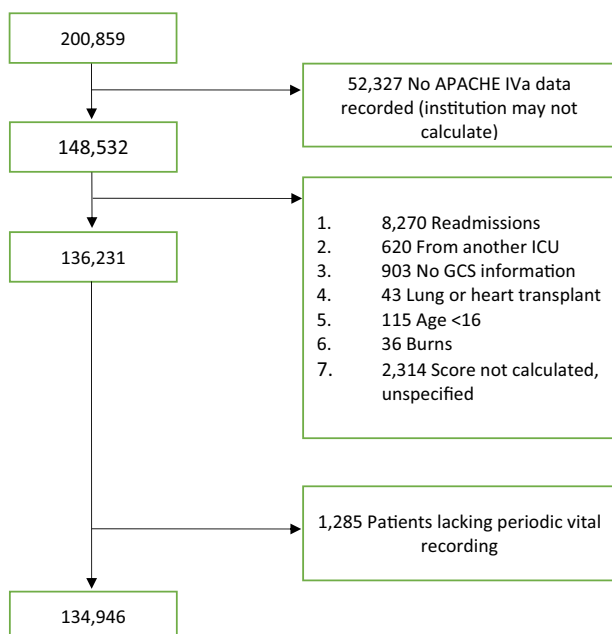 200,859
52,327 No APACHE IVa data
recorded (institution may not
calculate)
148,532
1. 8,270 Readmissions
2. 620 From another ICU
3. 903 No GCS information
4. 43 Lung or heart transplant
5. 115 Age <16
6. 36 Burns
7. 2,314 Score not calculated,
unspecified
136,231
1,285 Patients lacking periodic vital
recording
134,946